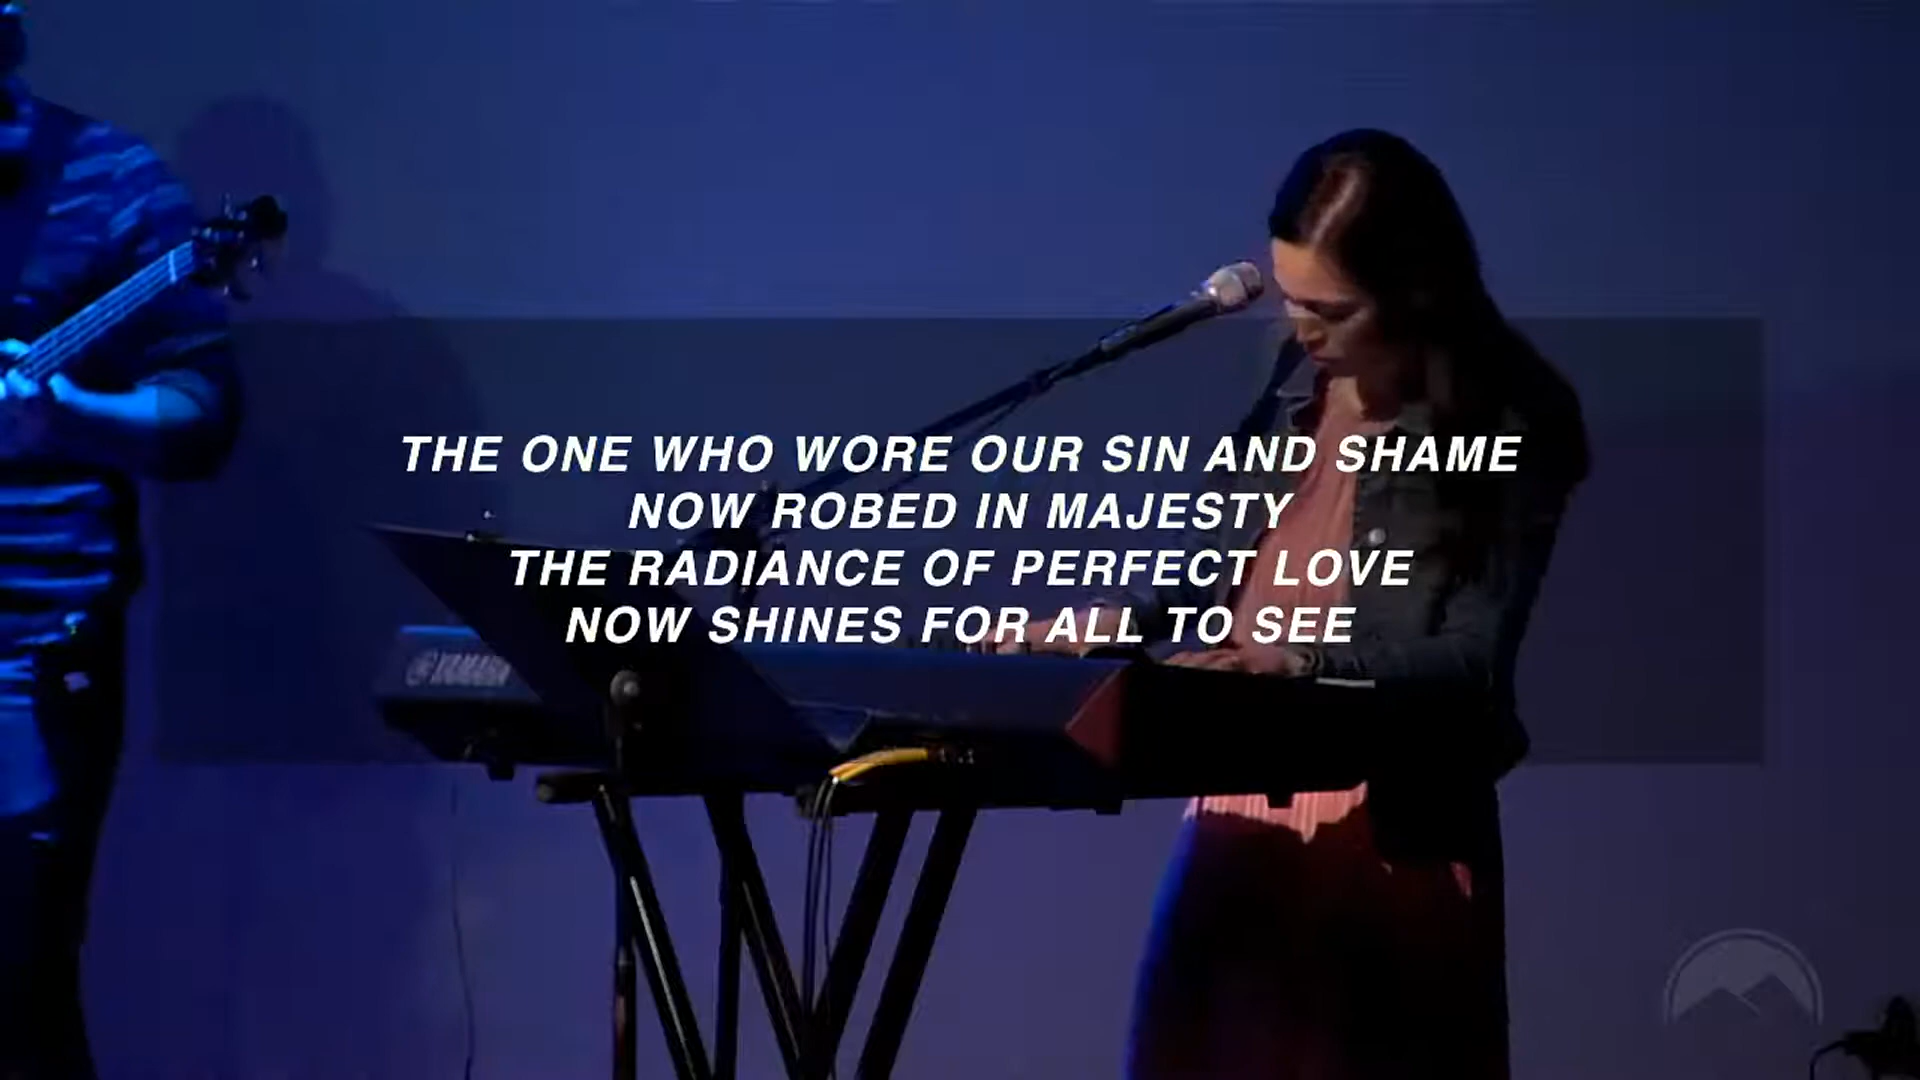 THE ONE WHO WORE OUR SIN AND SHAME
NOW ROBED IN MAJESTY
THE RADIANCE OF PERFECT LOVE
NOW SHINES FOR ALL TO SEE
YAMAHA